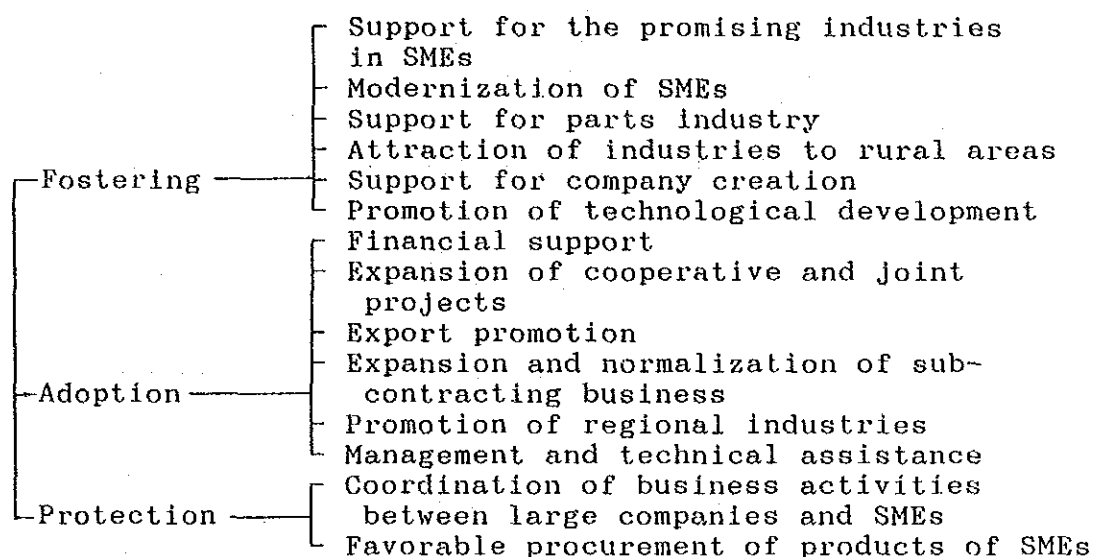 Support for the promising industries
in SMEs
Modernization of SMEs
Support for parts industry
Attraction of industries to rural areas
Fostering
Support for company creation
Promotion of technological development
Financial support
Expansion of cooperative and joint
projects
Export promotion
Expansion and normalization of sub-
Adoption
contracting business
Promotion of regional industries
Management and technical assistance
Coordination of business activities
Protection
between large companies and SMEs
Favorable procurement of products of SMEs